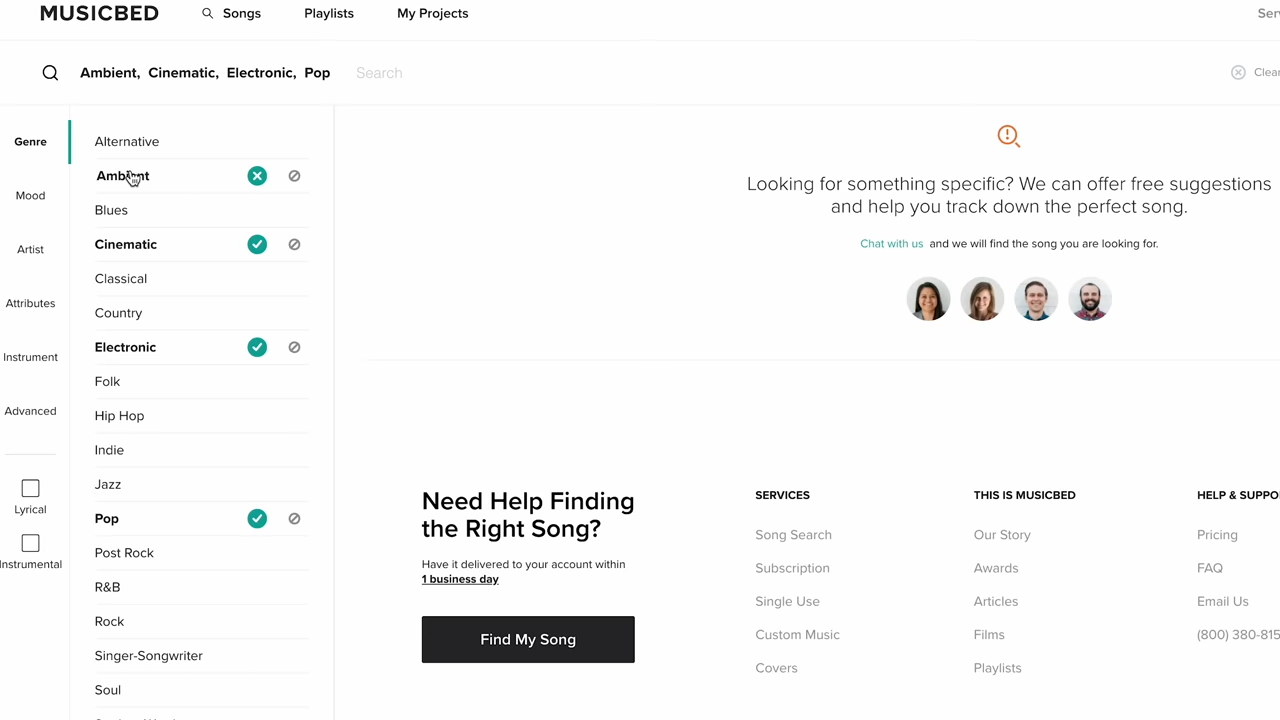 MUSICBED
Songs
Playlists
My Projects
Ambient, Cinematic, Electronic, Pop
Search
Genre
Mood
Artist
Attributes
Instrument
Advanced
Lyrical
Instrumental
Alternative
Ambient
Blues
Cinematic
Classical
Country
Electronic
Folk
Hip Hop
Indie
Jazz
Pop
Post Rock
R&B
Rock
Singer-Songwriter
Soul
Looking for something specific? We can offer free suggestions
and help you track down the perfect song.
Chat with us and we will find the song you are looking for.
Need Help Finding
the Right Song?
Have it delivered to your account within
1 business day
Find My Song
SERVICES
Song Search
Subscription
Single Use
Custom Music
Covers
THIS IS MUSICBED
Our Story
Awards
Articles
Films
Playlists
HELP & SUPPO
Pricing
FAQ
Email Us
(800) 380-815